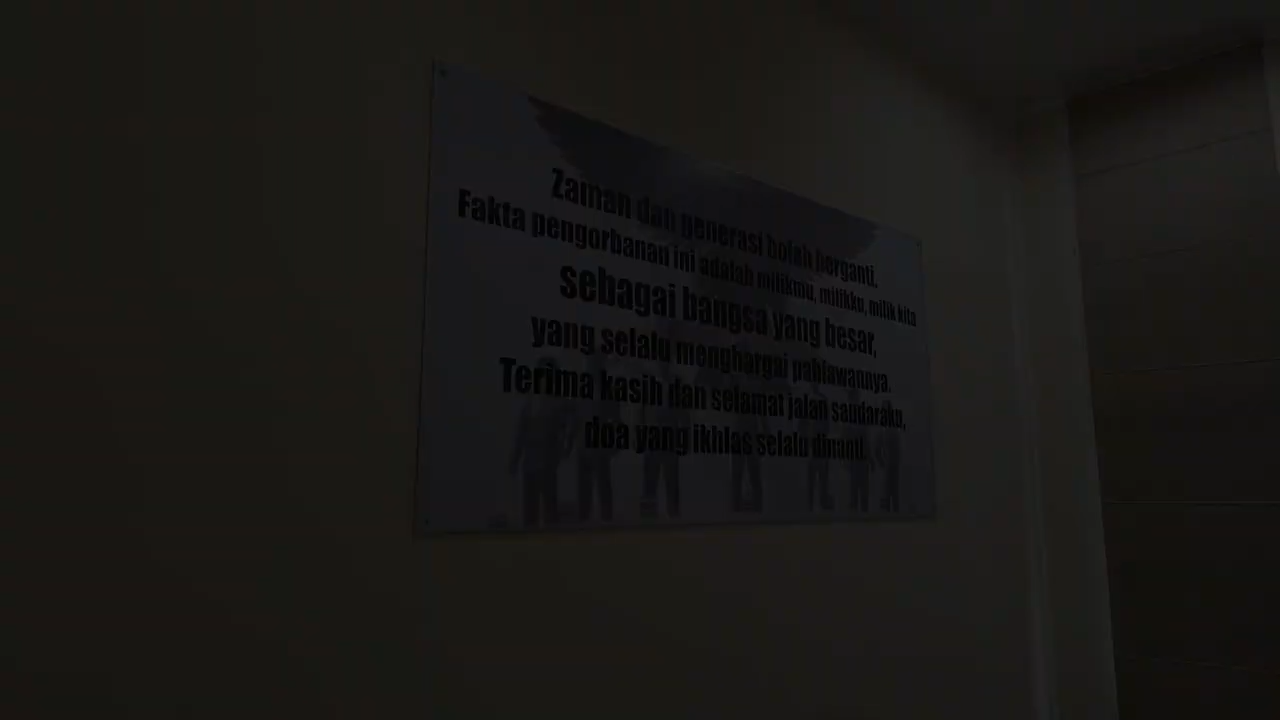 Zaman dan generasi boleh berganti.
Fakta pengorbanan ini adalah milikmu, milikku, milik kita
sebagai bangsa yang besar,
yang selalu menghargai pahlawannya.
Terima kasih dan selamat jalan saudaraku,
doa yang ikhlas selalu dinanti.